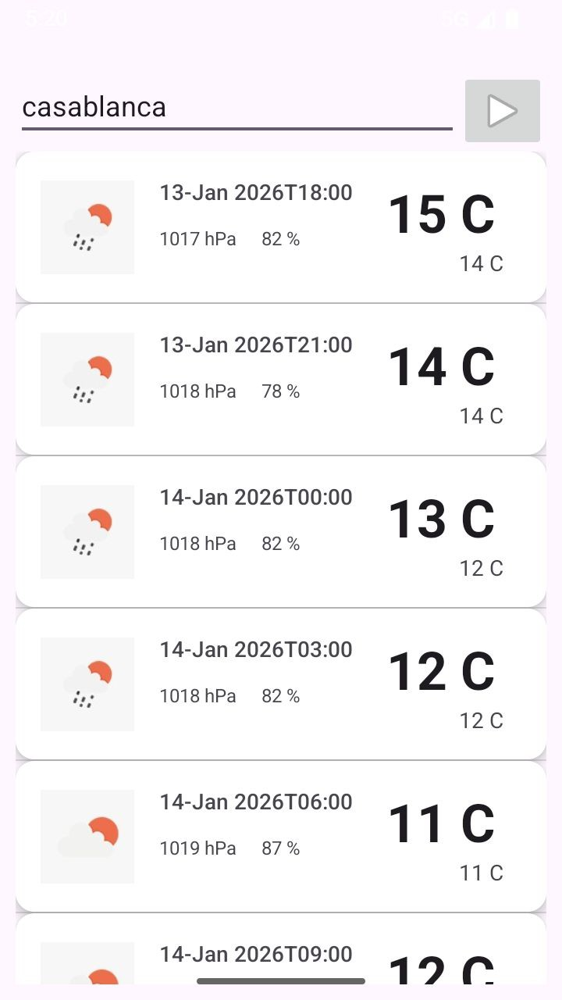 5:20
5G
casablanca
13-Jan 2026T18:00
15 C
1017 hPa 82 %
14 C
13-Jan 2026T21:00
14 C
1018 hPa 78 %
14 C
14-Jan 2026T00:00
13 C
1018 hPa 82 %
12 C
14-Jan 2026T03:00
12 C
1018 hPa 82 %
12 C
14-Jan 2026T06:00
11 C
1019 hPa 87 %
11 C
14-Jan 2026T09:00
12 C